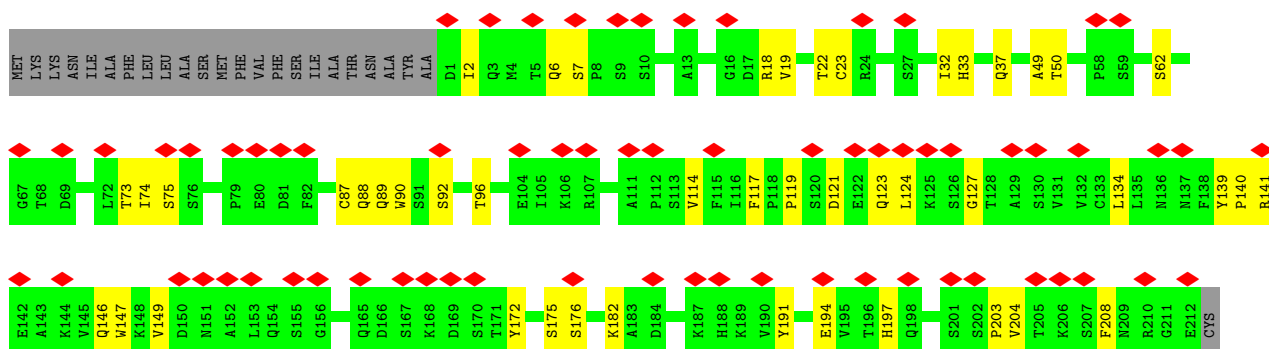 MET LYS LYS ASN ILE ALA PHE LEU LEU ALA SER MET PHE VAL PHE SER ILE ALA THR ASN ALA TYR ALA D1 I2 Q3 M4 T5 Q6 S7 P8 S9 S10 A13 G16 D17 R18 V19 T22 C23 R24 S27 I32 H33 Q37 A49 T50 P58 S59 S62
G67 T68 D69 L72 T73 I74 S75 S76 P79 E80 D81 F82 C87 Q88 Q89 W90 S91 S92 T96 E104 I105 K106 R107 A111 P112 S113 V114 F115 I116 F117 P118 P119 S120 D121 E122 Q123 L124 K125 S126 G127 T128 A129 S130 V131 V132 C133 L134 L135 N136 N137 F138 Y139 P140 R141
E142 A143 K144 V145 Q146 W147 K148 V149 D150 N151 A152 L153 Q154 S155 G156 Q165 D166 S167 K168 D169 S170 T171 Y172 S175 S176 K182 A183 D184 K187 H188 K189 V190 Y191 E194 V195 T196 H197 Q198 S201 S202 P203 V204 T205 K206 S207 F208 N209 R210 G211 E212 CYS